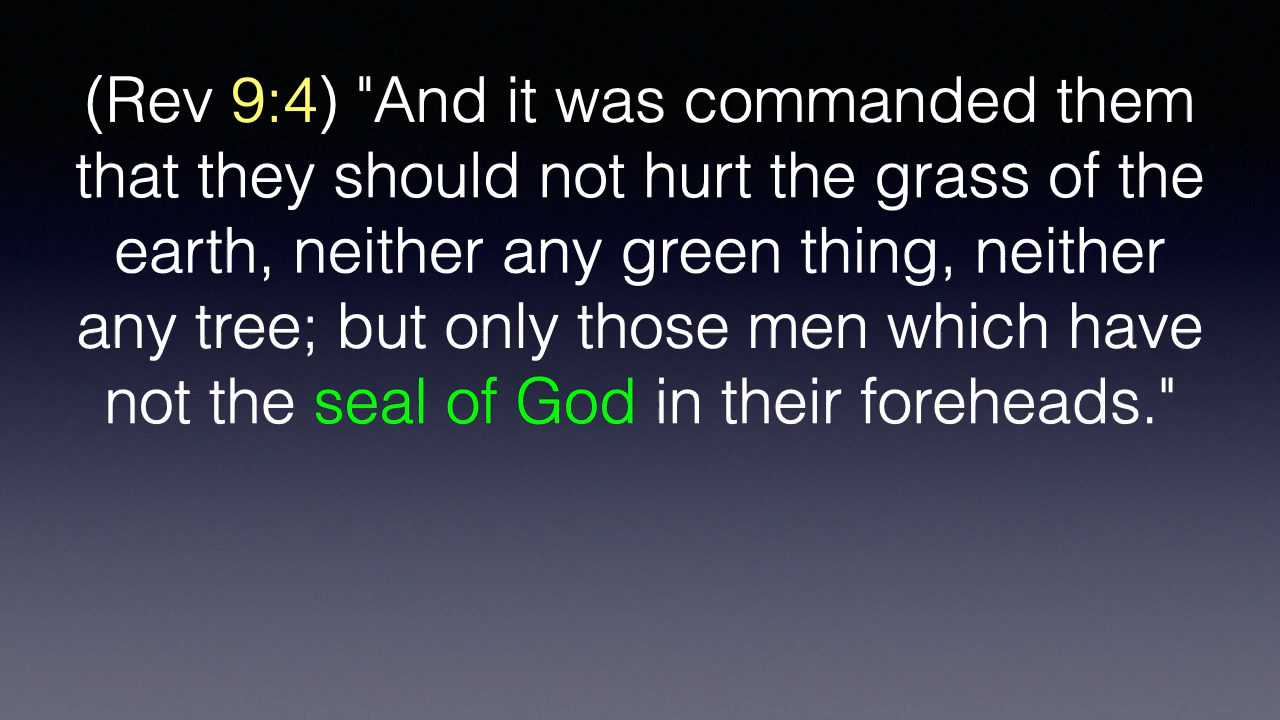 (Rev 9:4) "And it was commanded them
that they should not hurt the grass of the
earth, neither any green thing, neither
any tree; but only those men which have
not the seal of God in their foreheads."